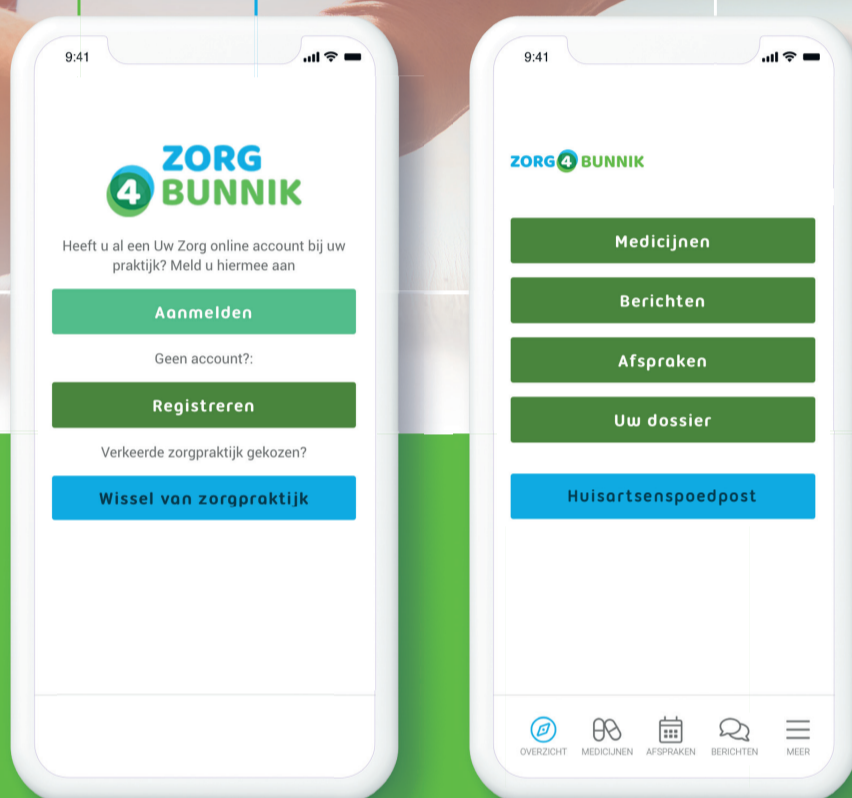 9:41
ZORG
4 BUNNIK
Heeft u al een Uw Zorg online account bij uw
praktijk? Meld u hiermee aan
Aanmelden
Geen account?:
Registreren
Verkeerde zorgpraktijk gekozen?
Wissel van zorgpraktijk
9:41
ZORG 4 BUNNIK
Medicijnen
Berichten
Afspraken
Uw dossier
Huisartsenspoedpost
OVERZICHT MEDICIJNEN AFSPRAKEN BERICHTEN MEER